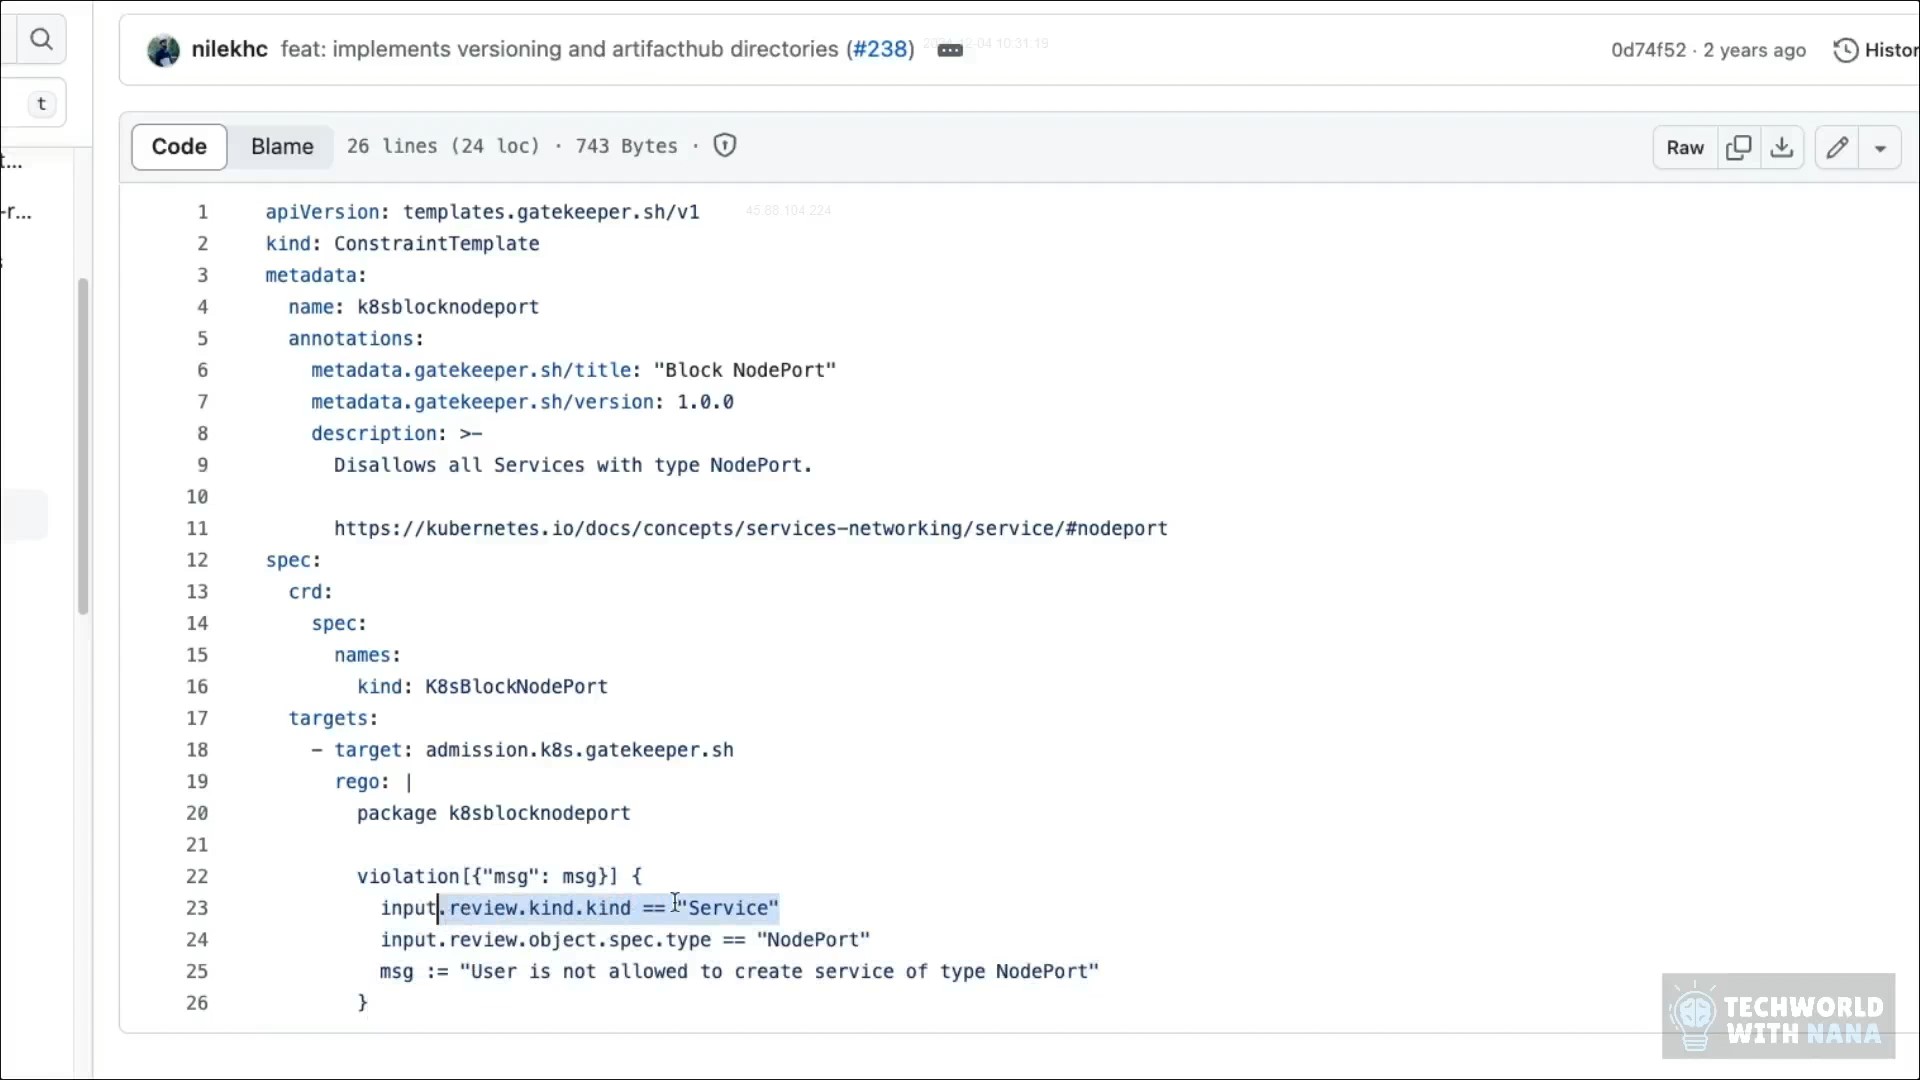 nilekhc feat: implements versioning and artifacthub directories (#238) 0d74f52 · 2 years ago Histor
t
t...
-r...
Code Blame 26 lines (24 loc) · 743 Bytes · Raw
1 apiVersion: templates.gatekeeper.sh/v1
45.88.104.224
2 kind: ConstraintTemplate
3 metadata:
4 name: k8sblocknodeport
5 annotations:
6 metadata.gatekeeper.sh/title: "Block NodePort"
7 metadata.gatekeeper.sh/version: 1.0.0
8 description: >-
9 Disallows all Services with type NodePort.
10
11 https://kubernetes.io/docs/concepts/services-networking/service/#nodeport
12 spec:
13 crd:
14 spec:
15 names:
16 kind: K8sBlockNodePort
17 targets:
18 - target: admission.k8s.gatekeeper.sh
19 rego: |
20 package k8sblocknodeport
21
22 violation[{"msg": msg}] {
23 input.review.kind.kind == "Service"
24 input.review.object.spec.type == "NodePort"
25 msg := "User is not allowed to create service of type NodePort"
26 }
TECHWORLD
WITH NANA